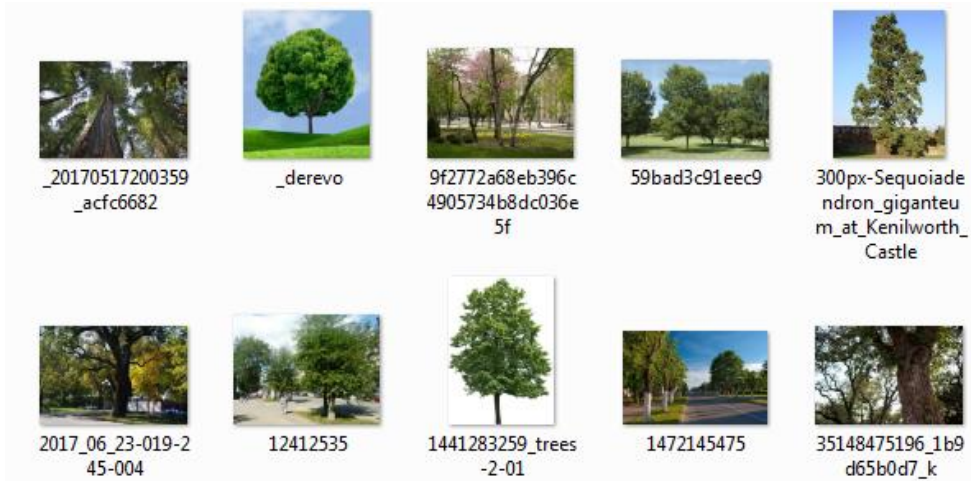 _20170517200359
_acfc6682
_derevo
9f2772a68eb396c
4905734b8dc036e
5f
59bad3c91eec9
300px-Sequoiade
ndron_giganteu
m_at_Kenilworth_
Castle
2017_06_23-019-2
45-004
12412535
1441283259_trees
-2-01
1472145475
35148475196_1b9
d65b0d7_k